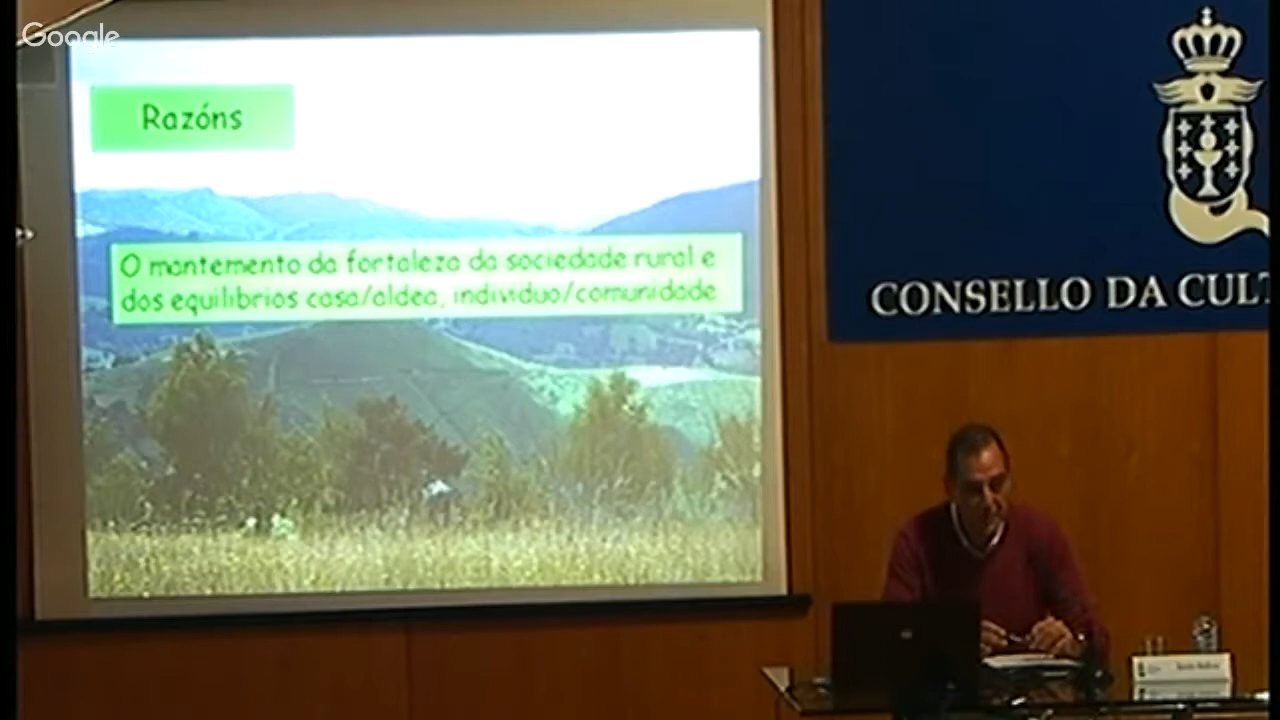 Google
Razóns
O mantemento da fortaleza da sociedade rural e
dos equilibrios casa/aldea, individuo/comunidade
CONSELLO DA CULT